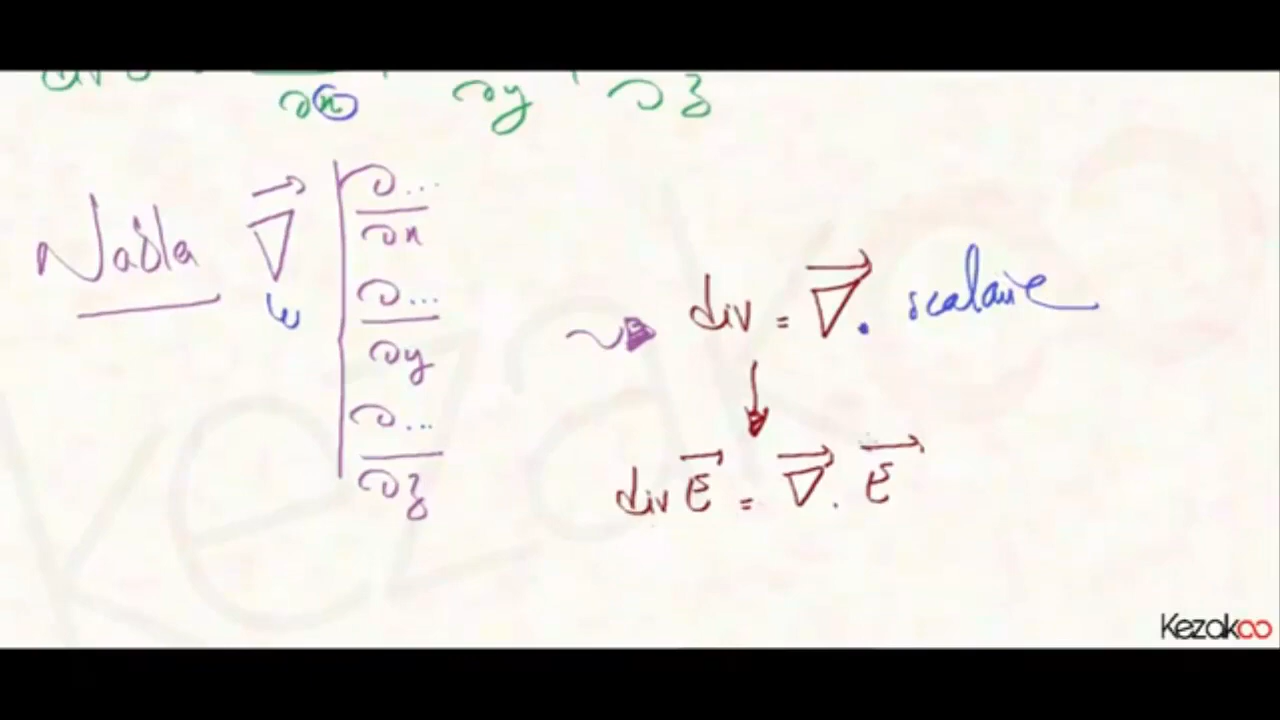 ∂x ∂y ∂z
Nabla ∇⃗ | ∂.../∂x
∂.../∂y
∂.../∂z
div = ∇⃗ . scalaire
div E⃗ = ∇⃗ . E⃗
Kezakoo